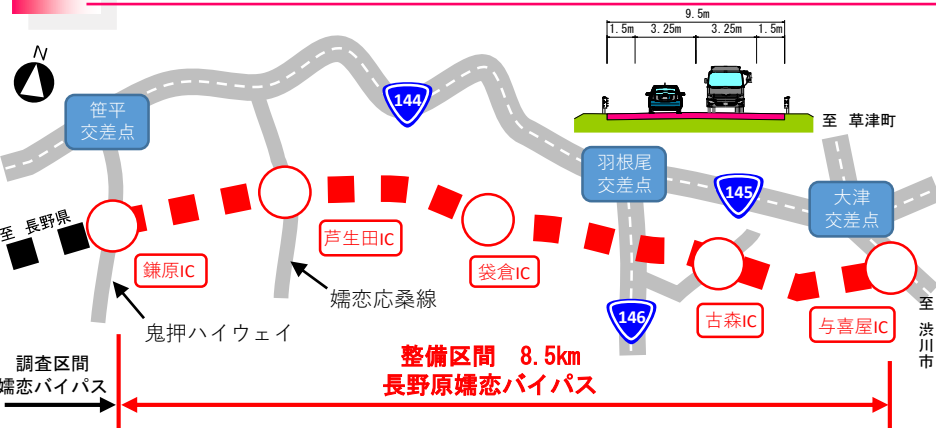 9.5m
1.5m 3.25m 3.25m 1.5m
N
144
笹平
交差点
至 草津町
羽根尾
交差点
145
大津
交差点
至 長野県
鎌原IC
芦生田IC
袋倉IC
古森IC
与喜屋IC
嬬恋応桑線
鬼押ハイウェイ
146
至 渋川市
調査区間
嬬恋バイパス
整備区間 8.5km
長野原嬬恋バイパス